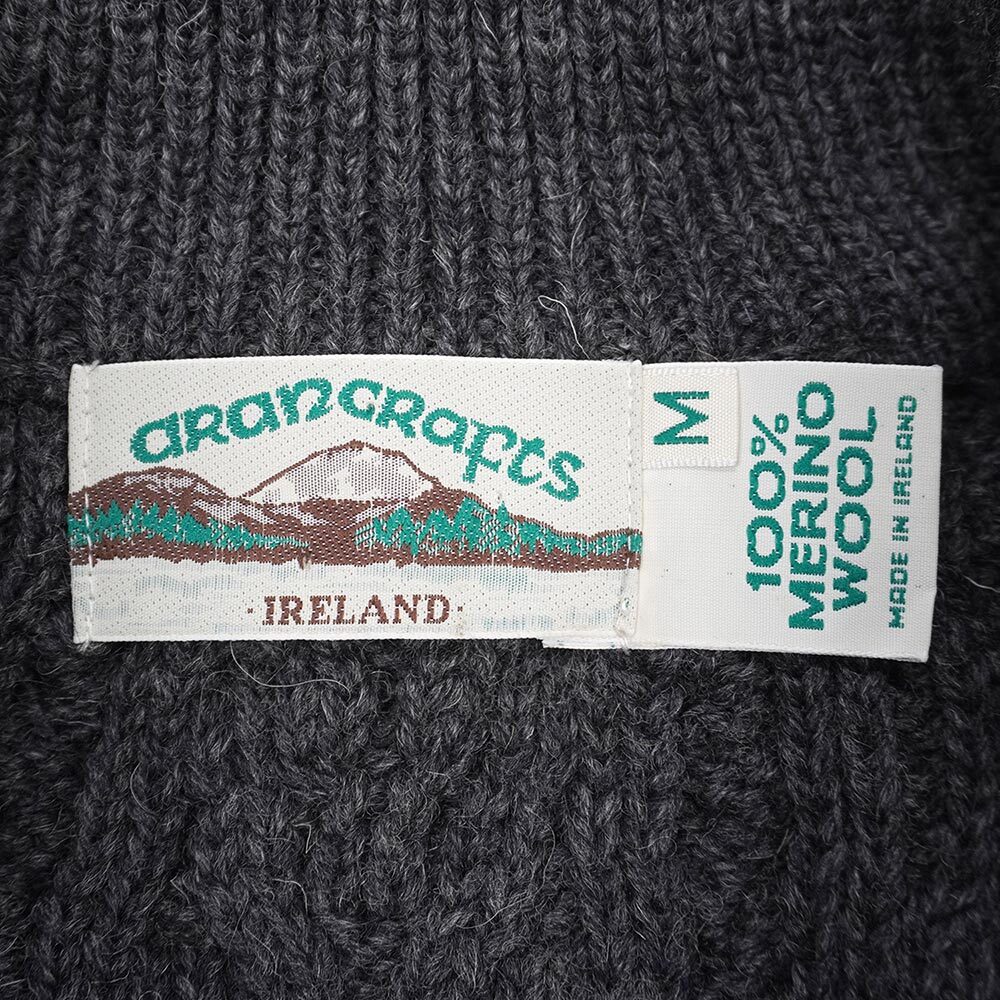 arancrafts
· IRELAND ·
M
100%
MERINO
WOOL
MADE IN IRELAND